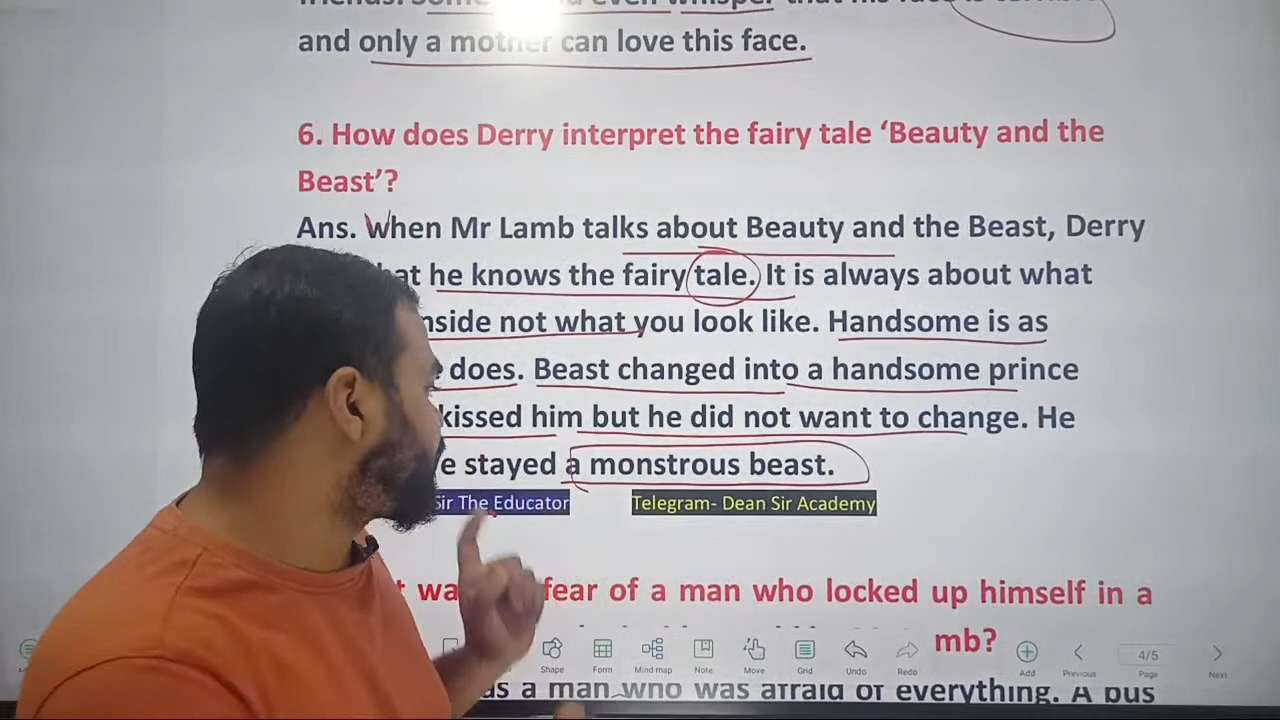 and only a mother can love this face.
6. How does Derry interpret the fairy tale ‘Beauty and the
Beast’?
Ans. When Mr Lamb talks about Beauty and the Beast, Derry
he knows the fairy tale. It is always about what
not what you look like. Handsome is as
does. Beast changed into a handsome prince
kissed him but he did not want to change. He
stayed a monstrous beast.
Sir The Educator
Telegram- Dean Sir Academy
fear of a man who locked up himself in a
mb?
Shape
Form
Mind map
Note
Move
Grid
Undo
Redo
Add
Previous
4/5
Page
Next
a man who was afraid of everything. A bus